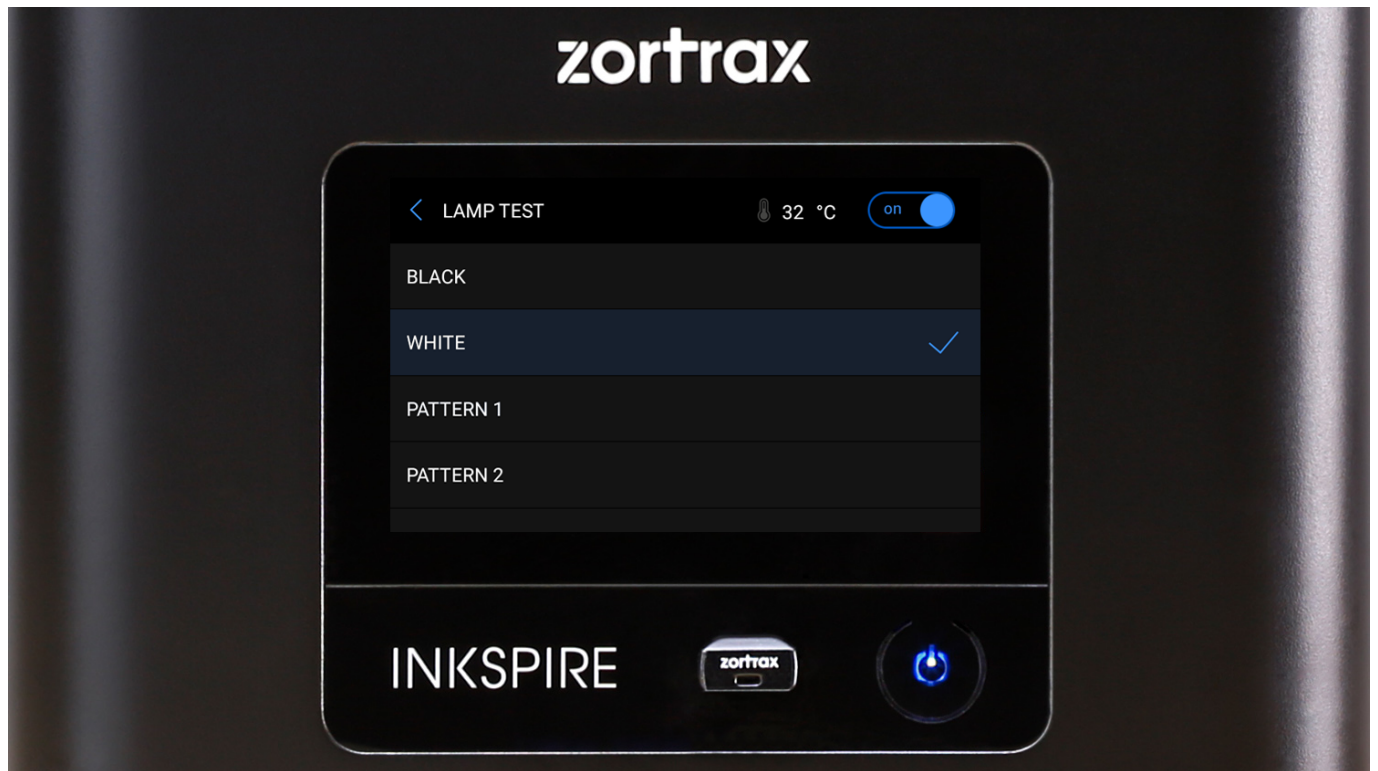 zortrax
LAMP TEST 32 °C on
BLACK
WHITE
PATTERN 1
PATTERN 2
INKSPIRE zortrax